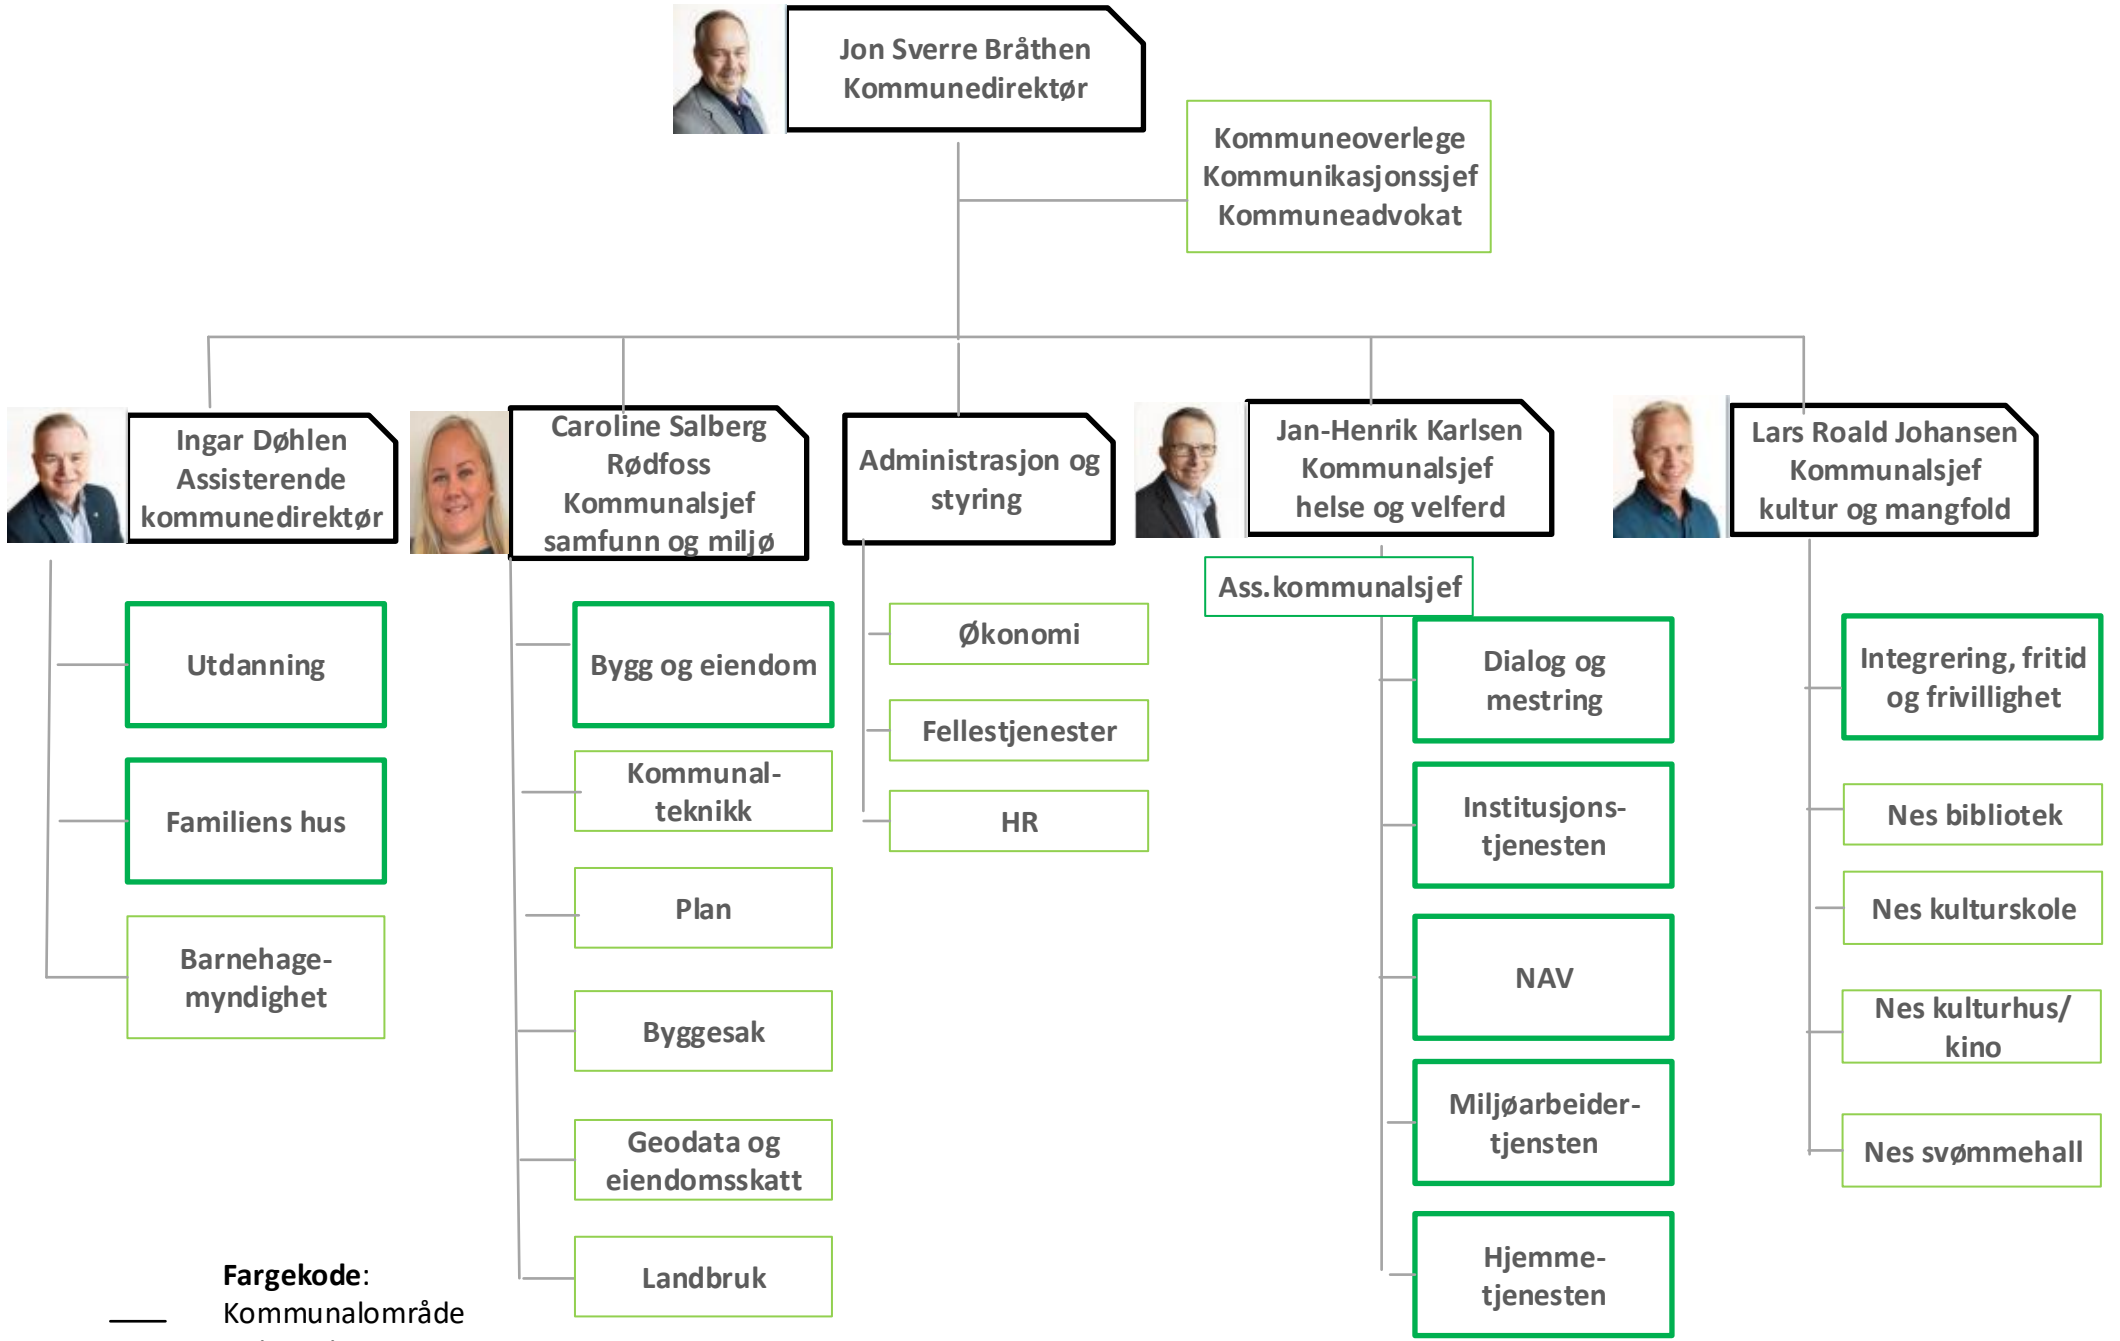 Jon Sverre Bråthen
Kommunedirektør
Kommuneoverlege
Kommunikasjonssjef
Kommuneadvokat
Ingar Døhlen
Assisterende
kommunedirektør
Utdanning
Familiens hus
Barnehage-
myndighet
Caroline Salberg
Rødfoss
Kommunalsjef
samfunn og miljø
Bygg og eiendom
Kommunal-
teknikk
Plan
Byggesak
Geodata og
eiendomsskatt
Landbruk
Administrasjon og
styring
Økonomi
Fellestjenester
HR
Jan-Henrik Karlsen
Kommunalsjef
helse og velferd
Ass.kommunalsjef
Dialog og
mestring
Institusjons-
tjenesten
NAV
Miljøarbeider-
tjensten
Hjemme-
tjenesten
Lars Roald Johansen
Kommunalsjef
kultur og mangfold
Integrering, fritid
og frivillighet
Nes bibliotek
Nes kulturskole
Nes kulturhus/
kino
Nes svømmehall
Fargekode:
Kommunalområde